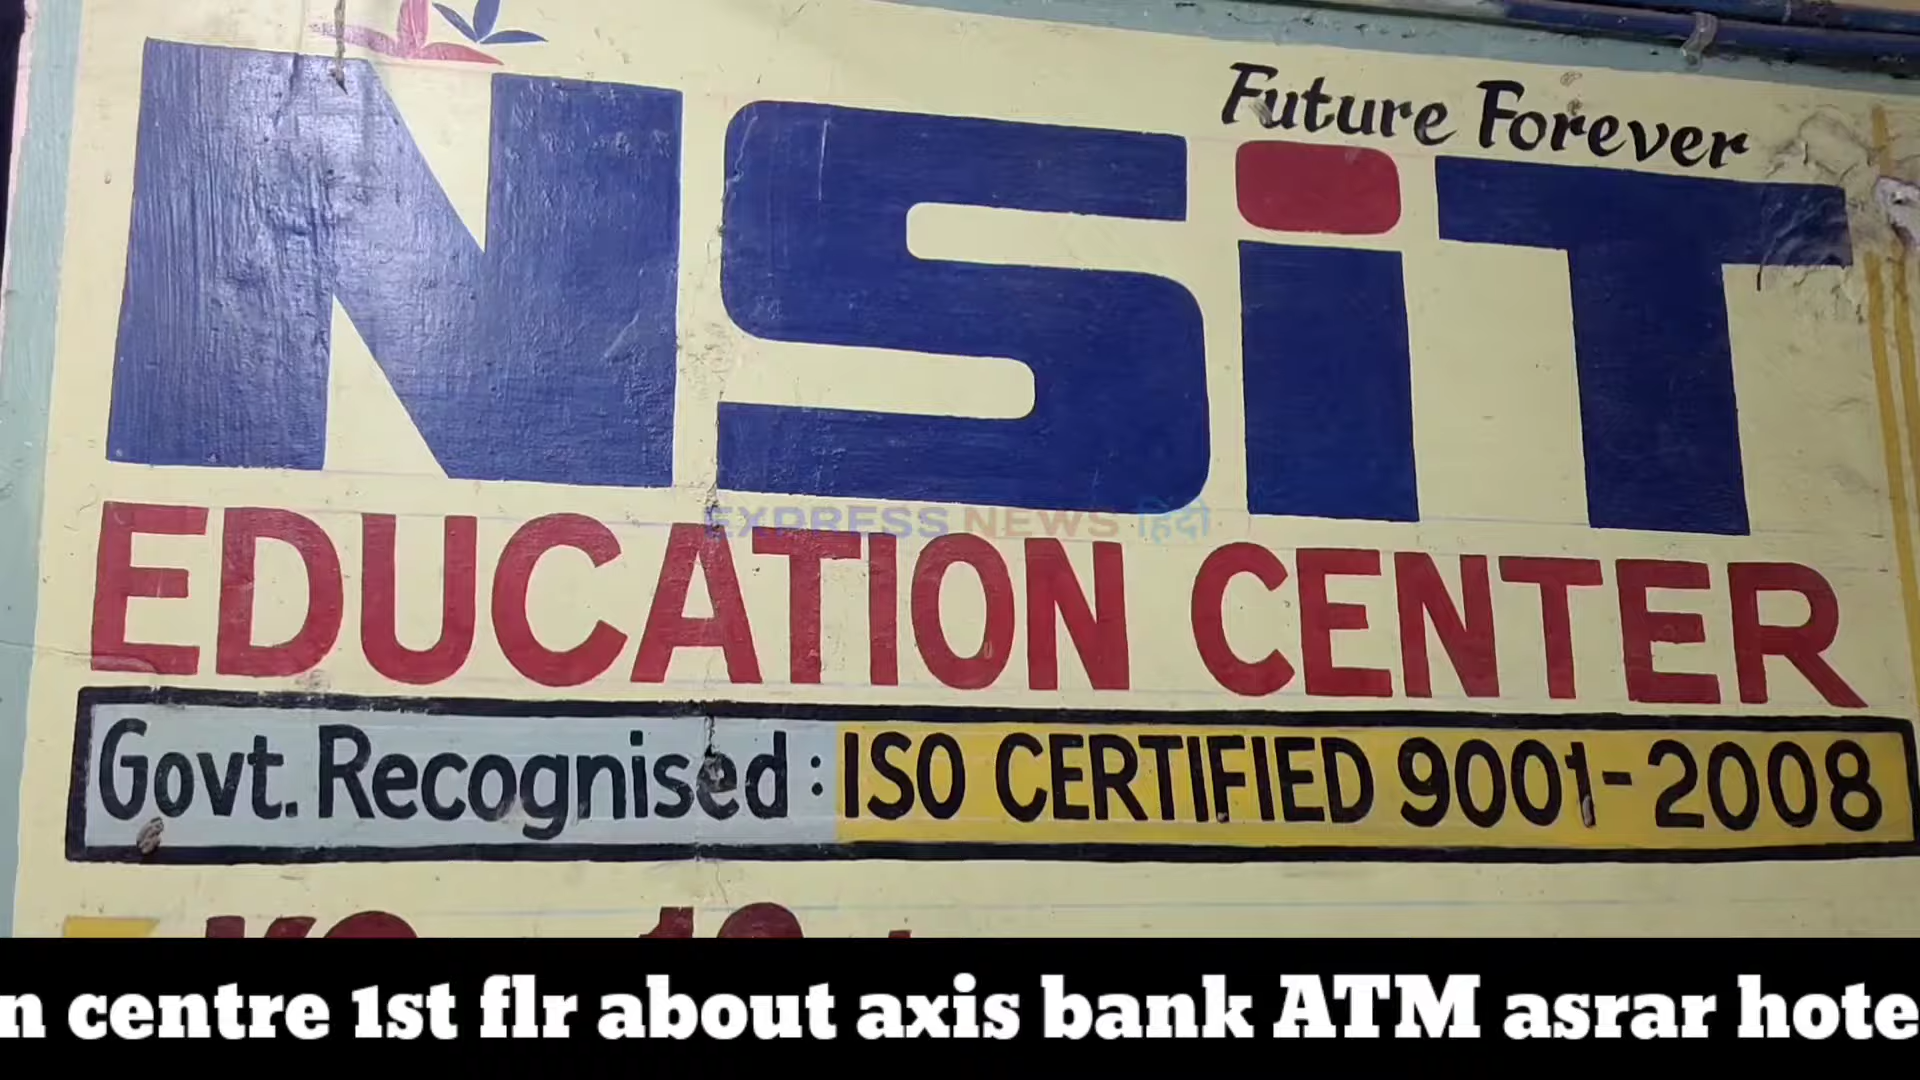 Future Forever
NSiT
EXPRESS NEWS हिंदी
EDUCATION CENTER
Govt. Recognised : ISO CERTIFIED 9001-2008
n centre 1st flr about axis bank ATM asrar hote